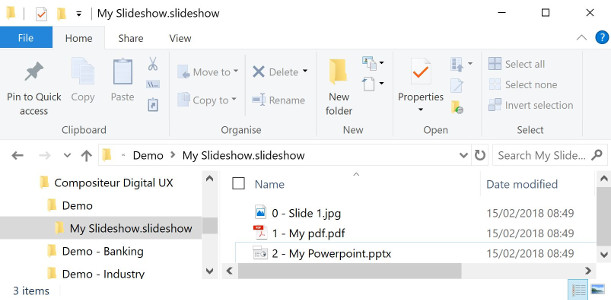 My Slideshow.slideshow
File Home Share View
Pin to Quick access
Copy
Paste
Move to
Copy to
Delete
Rename
New folder
Properties
Select all
Select none
Invert selection
Clipboard Organise New Open Select
Demo My Slideshow.slideshow Search My Slide...
Compositeur Digital UX
Demo
My Slideshow.slideshow
Demo - Banking
Demo - Industry
Name Date modified
0 - Slide 1.jpg 15/02/2018 08:49
1 - My pdf.pdf 15/02/2018 08:49
2 - My Powerpoint.pptx 15/02/2018 08:49
3 items